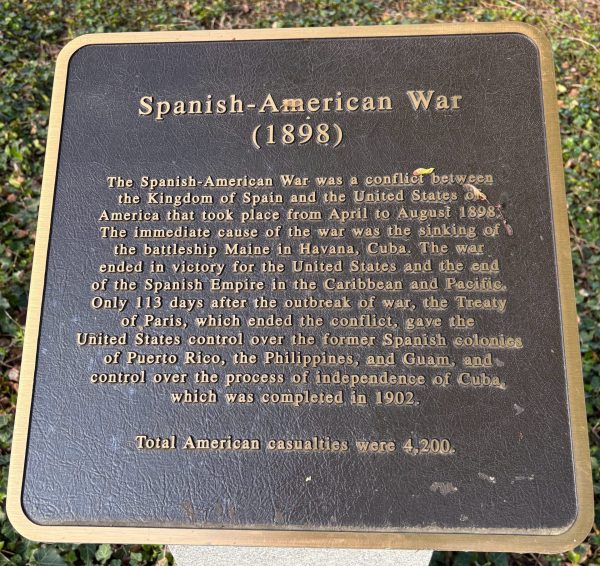 Spanish-American War
(1898)
The Spanish-American War was a conflict between
the Kingdom of Spain and the United States of
America that took place from April to August 1898.
The immediate cause of the war was the sinking of
the battleship Maine in Havana, Cuba. The war
ended in victory for the United States and the end
of the Spanish Empire in the Caribbean and Pacific.
Only 113 days after the outbreak of war, the Treaty
of Paris, which ended the conflict, gave the
United States control over the former Spanish colonies
of Puerto Rico, the Philippines, and Guam, and
control over the process of independence of Cuba,
which was completed in 1902.
Total American casualties were 4,200.